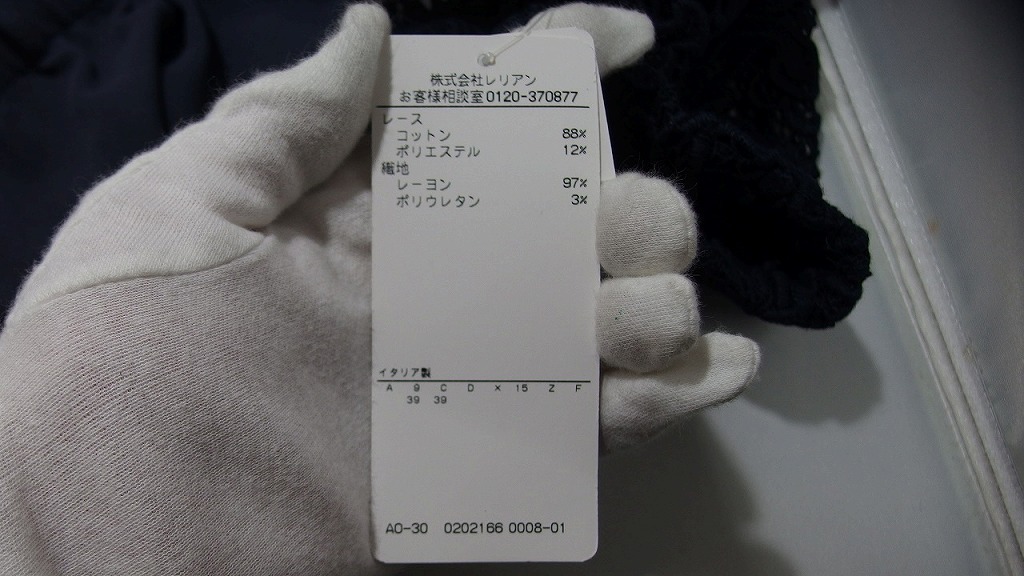 株式会社レリアン
お客様相談室0120-370877
レース
コットン 88%
ポリエステル 12%
織地
レーヨン 97%
ポリウレタン 3%
イタリア製
A 9 C D X 15 Z F
39 39
AO-30 0202166 0008-01